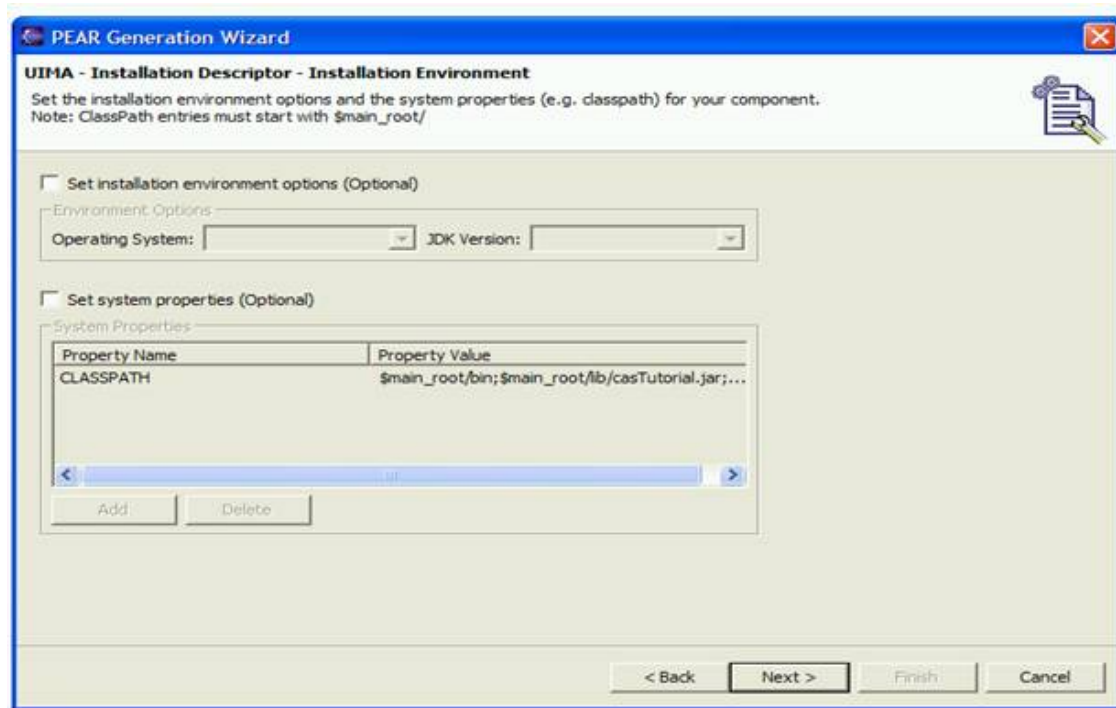 PEAR Generation Wizard
UIMA - Installation Descriptor - Installation Environment
Set the installation environment options and the system properties (e.g. classpath) for your component.
Note: ClassPath entries must start with $main_root/
Set installation environment options (Optional)
Environment Options
Operating System: JDK Version:
Set system properties (Optional)
System Properties
Property Name Property Value
CLASSPATH $main_root/bin;$main_root/lib/casTutorial.jar;...
Add Delete
< Back Next > Finish Cancel